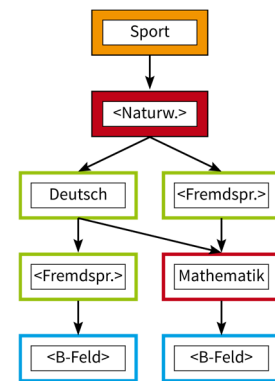 Sport
<Naturw.>
Deutsch
<Fremdspr.>
<Fremdspr.>
Mathematik
<B-Feld>
<B-Feld>